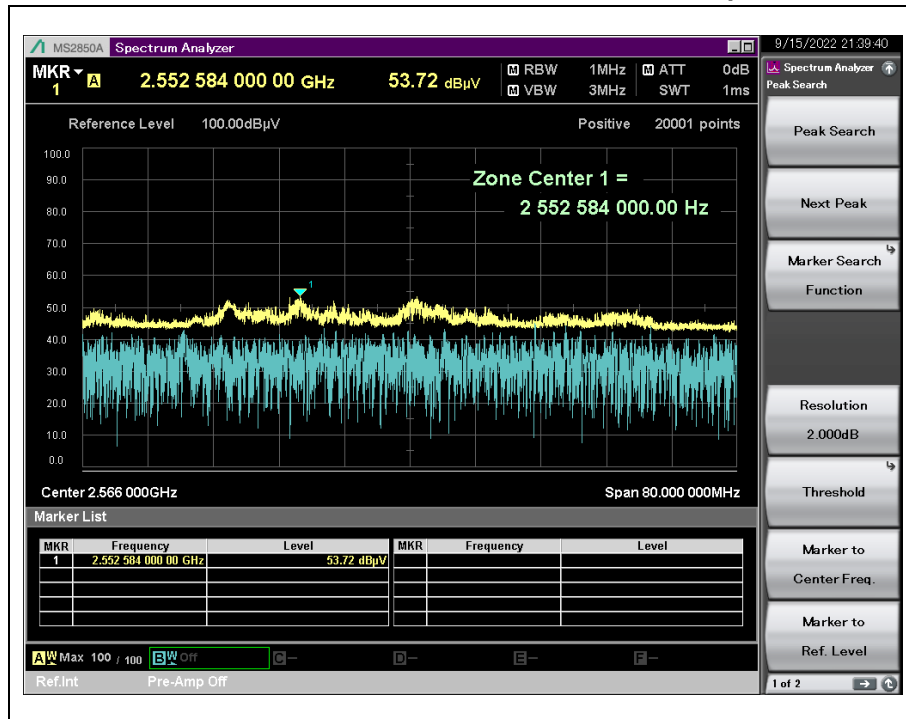 MS2850A Spectrum Analyzer
9/15/2022 21:39:40
MKR 1 A 2.552 584 000 00 GHz 53.72 dBµV
M RBW 1MHz M ATT 0dB
M VBW 3MHz SWT 1ms
Spectrum Analyzer
Peak Search
Reference Level 100.00dBµV Positive 20001 points
100.0
90.0
80.0
70.0
60.0
50.0
40.0
30.0
20.0
10.0
0.0
Zone Center 1 =
2 552 584 000.00 Hz
1
Center 2.566 000GHz Span 80.000 000MHz
Marker List
MKR Frequency Level MKR Frequency Level
1 2.552 584 000 00 GHz 53.72 dBµV
A W Max 100 / 100 B W Off C - D - E - F -
Ref.Int Pre-Amp Off
Peak Search
Next Peak
Marker Search
Function
Resolution
2.000dB
Threshold
Marker to
Center Freq.
Marker to
Ref. Level
1 of 2